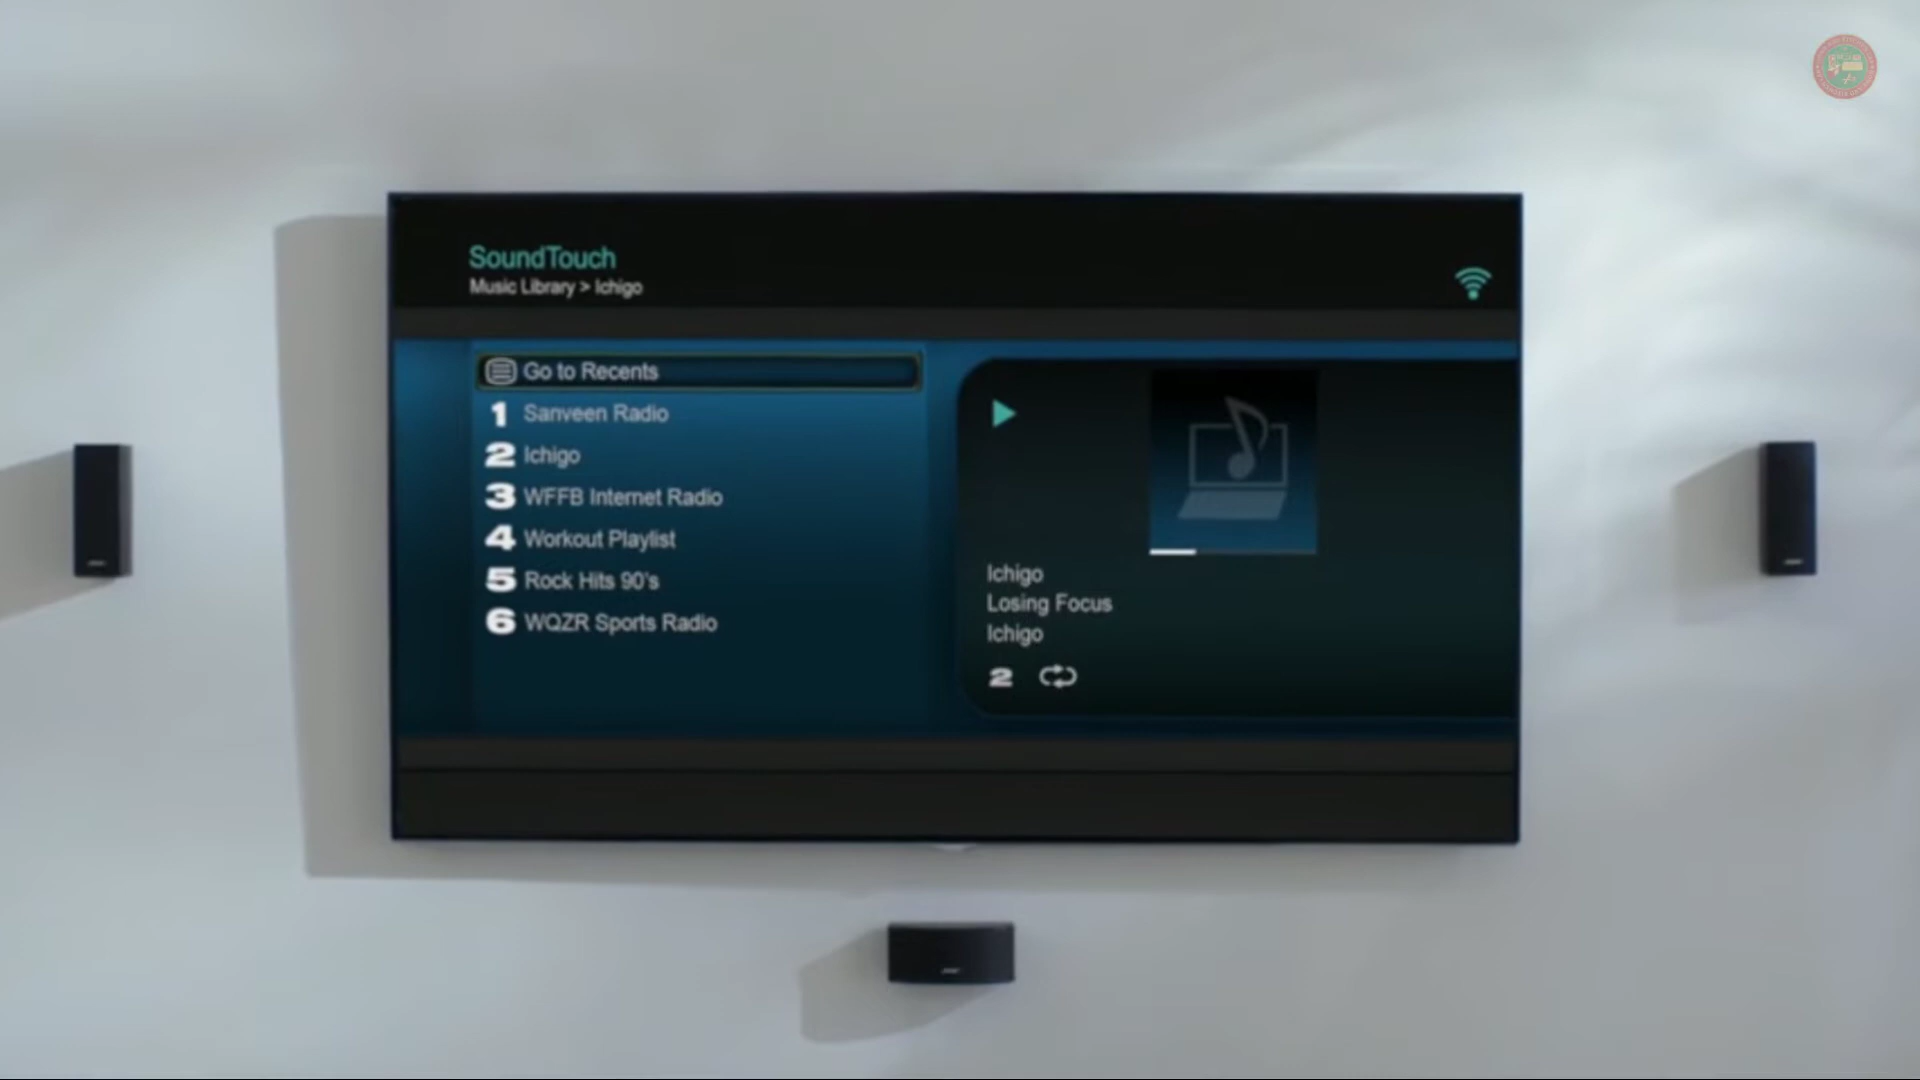 SoundTouch
Music Library > Ichigo
Go to Recents
1 Sanveen Radio
2 Ichigo
3 WFFB Internet Radio
4 Workout Playlist
5 Rock Hits 90's
6 WQZR Sports Radio
Ichigo
Losing Focus
Ichigo
2